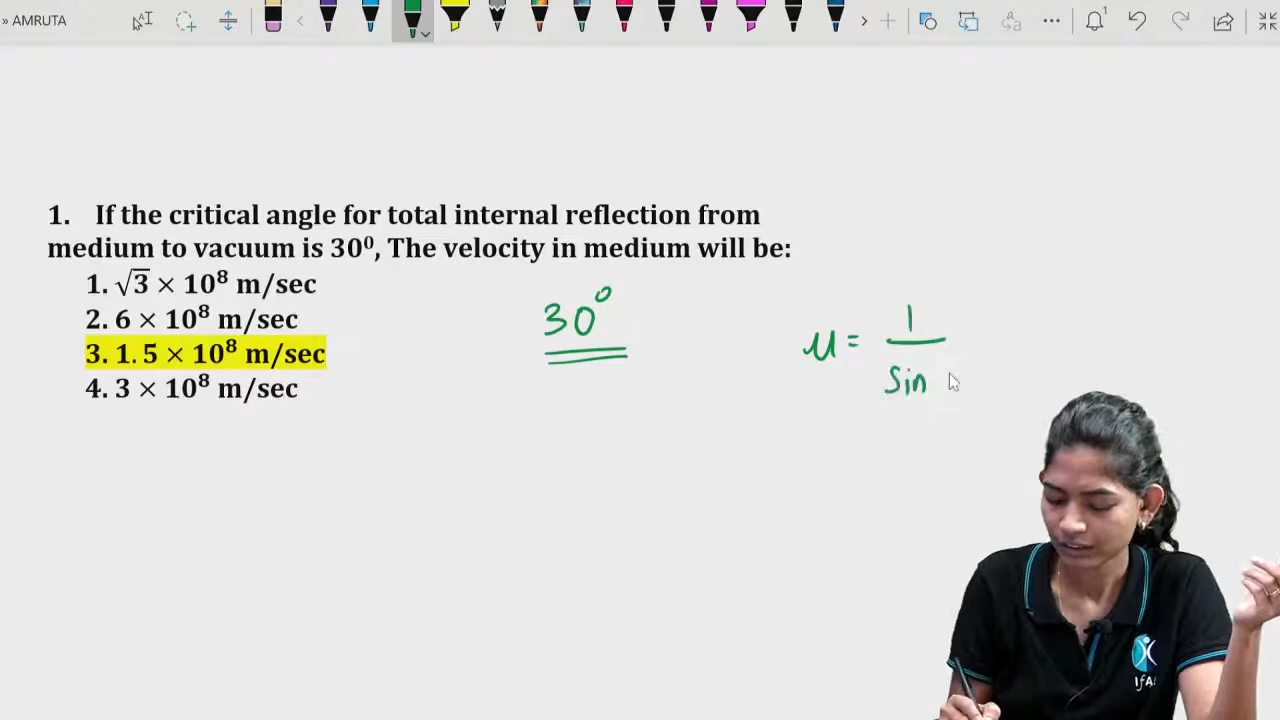 » AMRUTA
1. If the critical angle for total internal reflection from
medium to vacuum is 30⁰, The velocity in medium will be:
1. √3 × 10⁸ m/sec
2. 6 × 10⁸ m/sec
3. 1.5 × 10⁸ m/sec
4. 3 × 10⁸ m/sec
30°
μ = 1
sin
IFAS